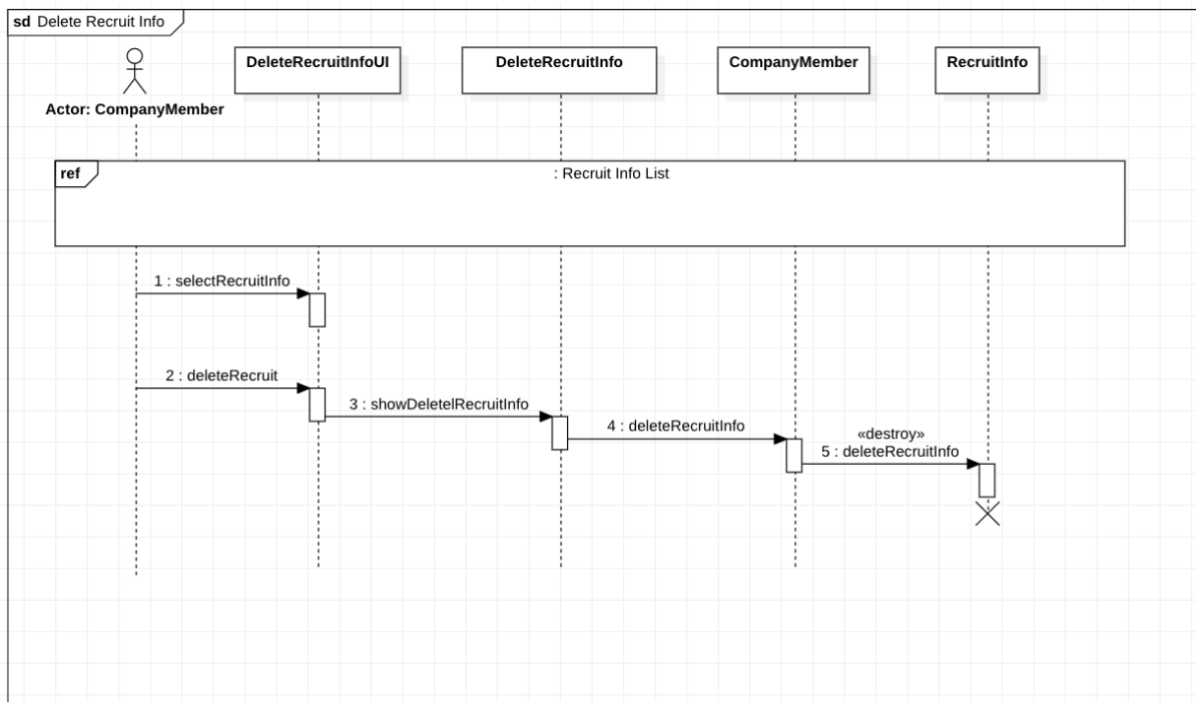 sd Delete Recruit Info
DeleteRecruitInfoUI
DeleteRecruitInfo
CompanyMember
RecruitInfo
Actor: CompanyMember
ref
: Recruit Info List
1 : selectRecruitInfo
2 : deleteRecruit
3 : showDeletelRecruitInfo
4 : deleteRecruitInfo
«destroy»
5 : deleteRecruitInfo